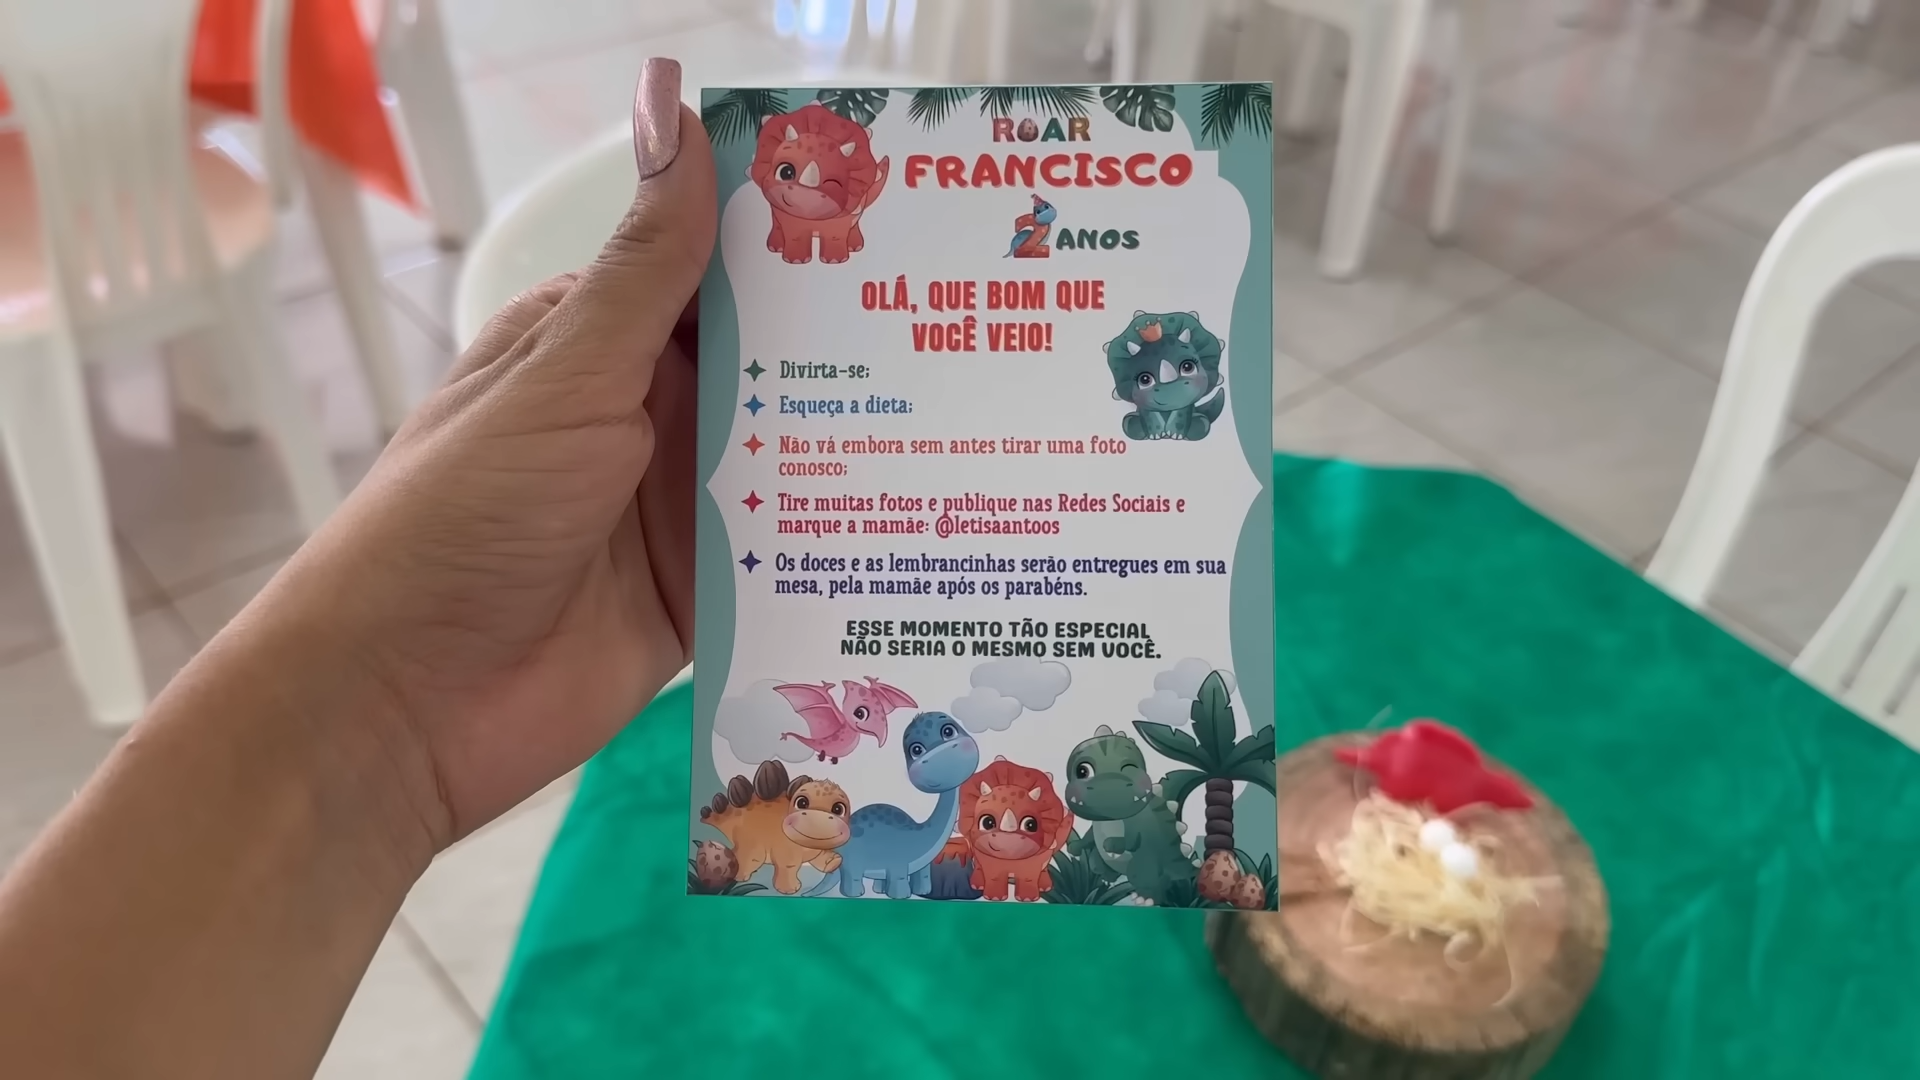 ROAR
FRANCISCO
2 ANOS
OLÁ, QUE BOM QUE
VOCÊ VEIO!
Divirta-se;
Esqueça a dieta;
Não vá embora sem antes tirar uma foto
conosco;
Tire muitas fotos e publique nas Redes Sociais e
marque a mamãe: @letisaantoos
Os doces e as lembrancinhas serão entregues em sua
mesa, pela mamãe após os parabéns.
ESSE MOMENTO TÃO ESPECIAL
NÃO SERIA O MESMO SEM VOCÊ.